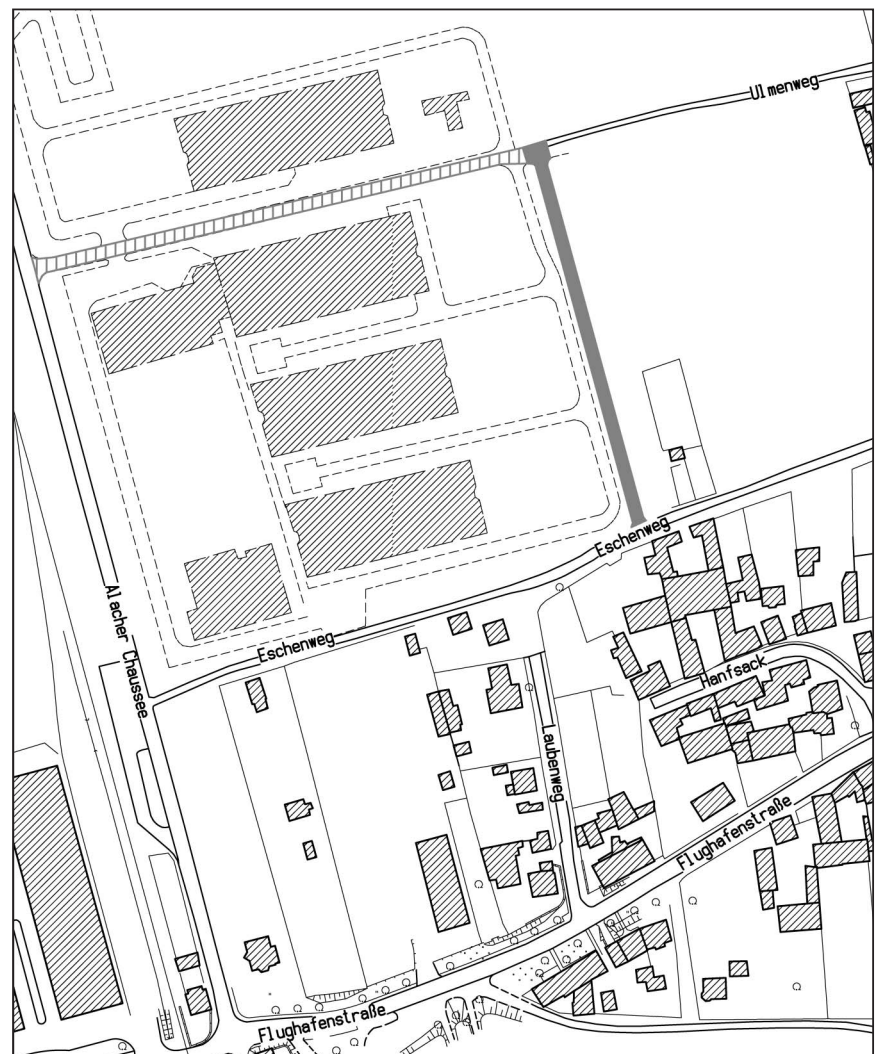 Ulmenweg
Eschenweg
Alacher Chaussee
Eschenweg
Hanfsack
Laubenweg
Flughafenstraße
Flughafenstraße